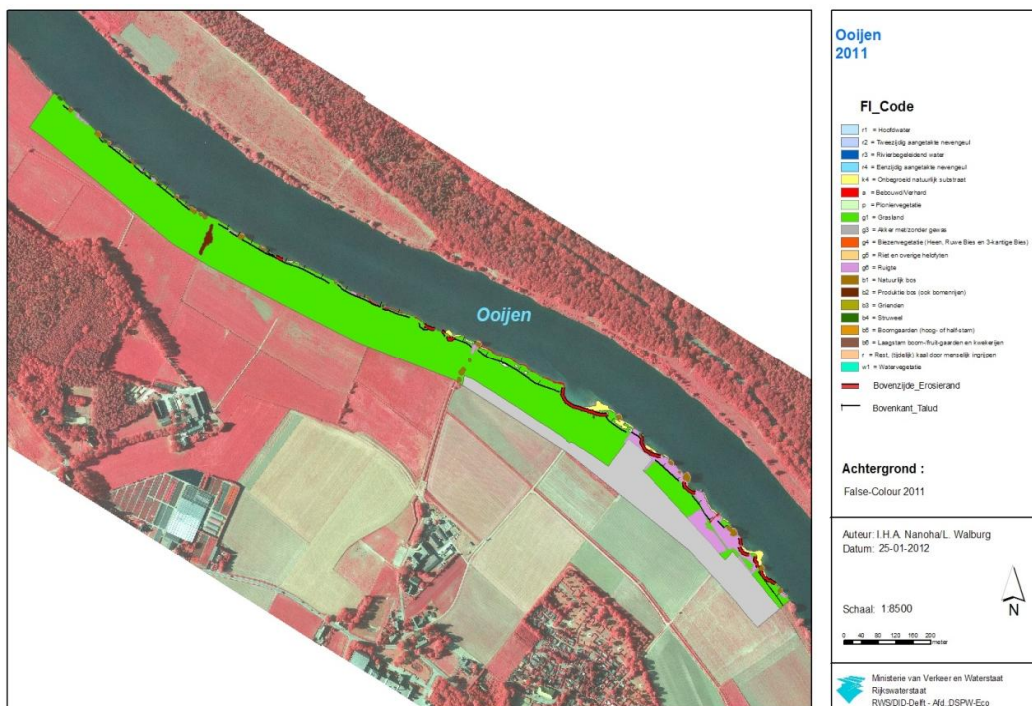 Ooijen
Ooijen
2011
FI_Code
r1 = Hoofdwater
r2 = Tweezijdig aangetakte nevengeul
r3 = Rivierbegeleidend water
r4 = Eenzijdig aangetakte nevengeul
k4 = Onbegroeid natuurlijk substraat
a = Bebouwd/Verhard
p = Pioniervegetatie
g1 = Grasland
g3 = Akker met/zonder gewas
g4 = Biezenvegetatie (Heen, Ruwe Bies en 3-kantige Bies)
g5 = Riet en overige helofyten
g6 = Ruigte
b1 = Natuurlijk bos
b2 = Produktie bos (ook bomenrijen)
b3 = Grienden
b4 = Struweel
b5 = Boomgaarden (hoog- of half-stam)
b6 = Laagstam boom-/fruit-gaarden en kwekerijen
r = Rest, (tijdelijk) kaal door menselijk ingrijpen
w1 = Watervegetatie
Bovenzijde_Erosierand
Bovenkant_Talud
Achtergrond :
False-Colour 2011
Auteur: I.H.A. Nanoha/L. Walburg
Datum: 25-01-2012
Schaal: 1:8500
N
0 40 80 120 160 200
meter
Ministerie van Verkeer en Waterstaat
Rijkswaterstaat
RWS/DID-Delft - Afd. DSPW-Eco